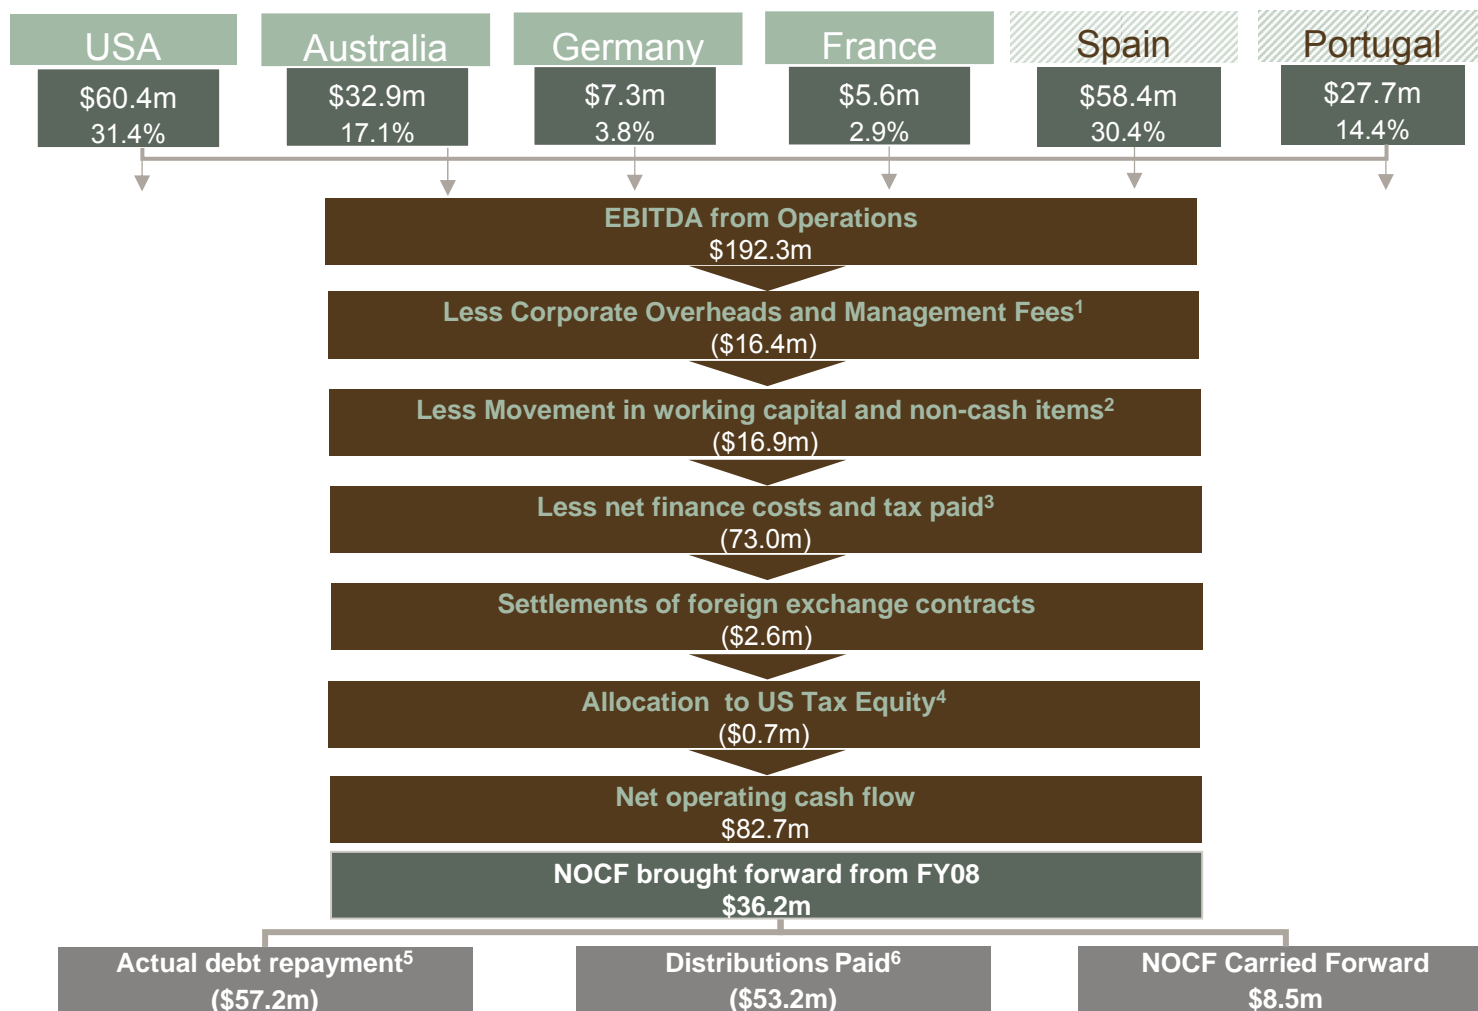 USA
Australia
Germany
France
Spain
Portugal
$60.4m
31.4%
$32.9m
17.1%
$7.3m
3.8%
$5.6m
2.9%
$58.4m
30.4%
$27.7m
14.4%
EBITDA from Operations
$192.3m
Less Corporate Overheads and Management Fees¹
($16.4m)
Less Movement in working capital and non-cash items²
($16.9m)
Less net finance costs and tax paid³
(73.0m)
Settlements of foreign exchange contracts
($2.6m)
Allocation to US Tax Equity⁴
($0.7m)
Net operating cash flow
$82.7m
NOCF brought forward from FY08
$36.2m
Actual debt repayment⁵
($57.2m)
Distributions Paid⁶
($53.2m)
NOCF Carried Forward
$8.5m